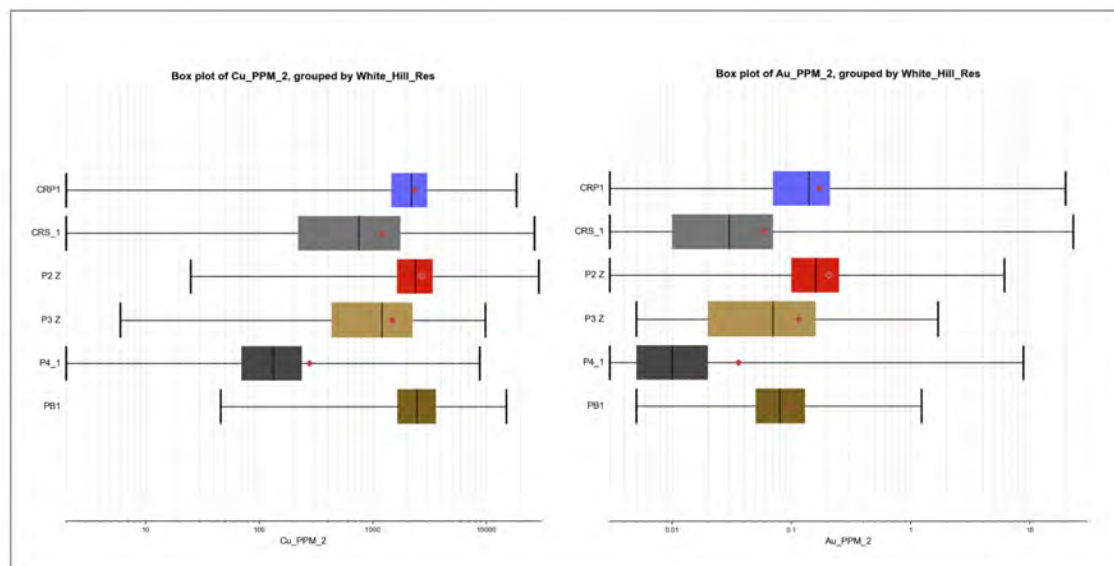 Box plot of Cu_PPM_2, grouped by White_Hill_Res
CRP1
CRS_1
P2 Z
P3 Z
P4_1
PB1
10
100
1000
10000
Cu_PPM_2
Box plot of Au_PPM_2, grouped by White_Hill_Res
CRP1
CRS_1
P2 Z
P3 Z
P4_1
PB1
0.01
0.1
1
10
Au_PPM_2